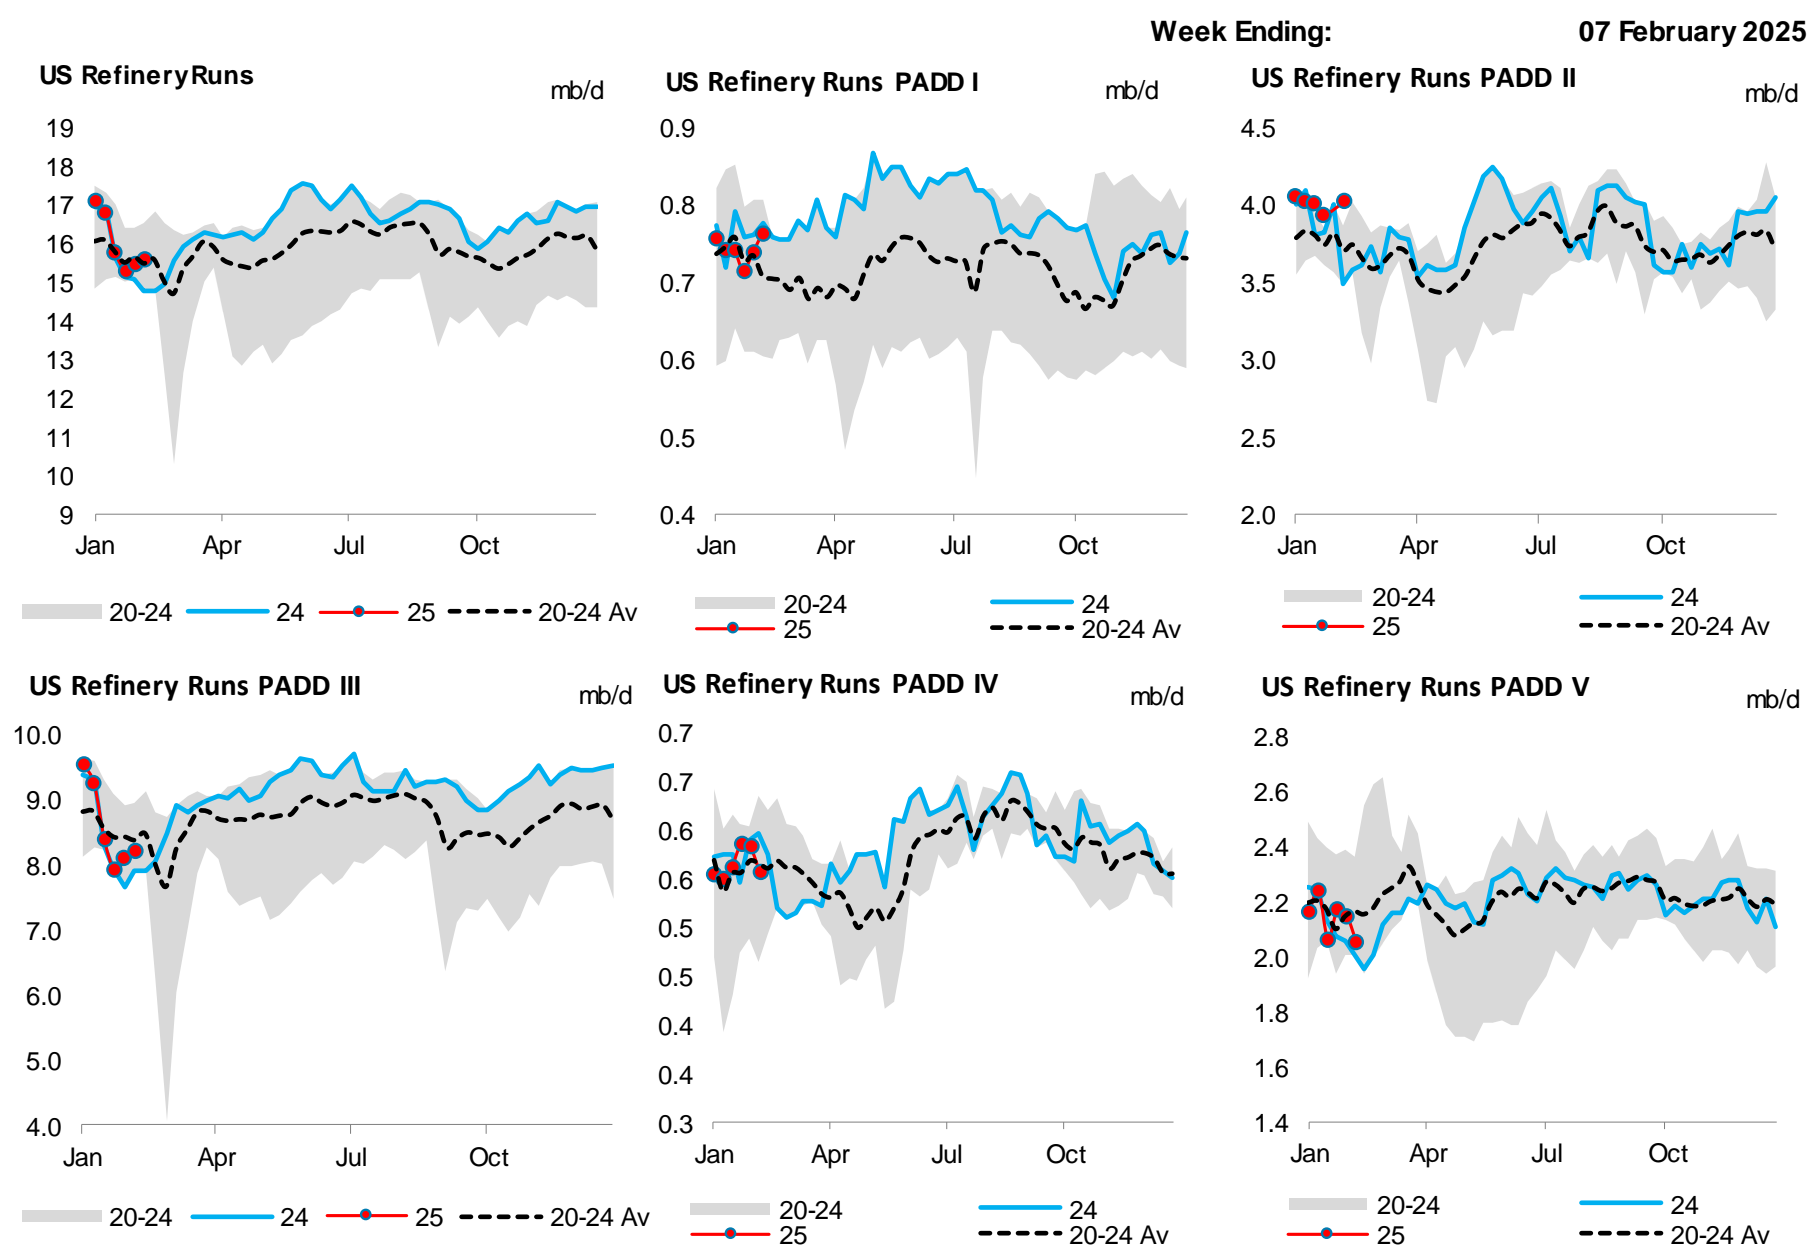 Week Ending: 07 February 2025
US Refinery Runs
mb/d
19
18
17
16
15
14
13
12
11
10
9
Jan Apr Jul Oct
20-24 24 25 20-24 Av
US Refinery Runs PADD I
mb/d
0.9
0.8
0.7
0.6
0.5
0.4
Jan Apr Jul Oct
20-24 24
25 20-24 Av
US Refinery Runs PADD II
mb/d
4.5
4.0
3.5
3.0
2.5
2.0
Jan Apr Jul Oct
20-24 24
25 20-24 Av
US Refinery Runs PADD III
mb/d
10.0
9.0
8.0
7.0
6.0
5.0
4.0
Jan Apr Jul Oct
20-24 24 25 20-24 Av
US Refinery Runs PADD IV
mb/d
0.7
0.7
0.6
0.6
0.5
0.5
0.4
0.4
0.3
Jan Apr Jul Oct
20-24 24
25 20-24 Av
US Refinery Runs PADD V
mb/d
2.8
2.6
2.4
2.2
2.0
1.8
1.6
1.4
Jan Apr Jul Oct
20-24 24
25 20-24 Av